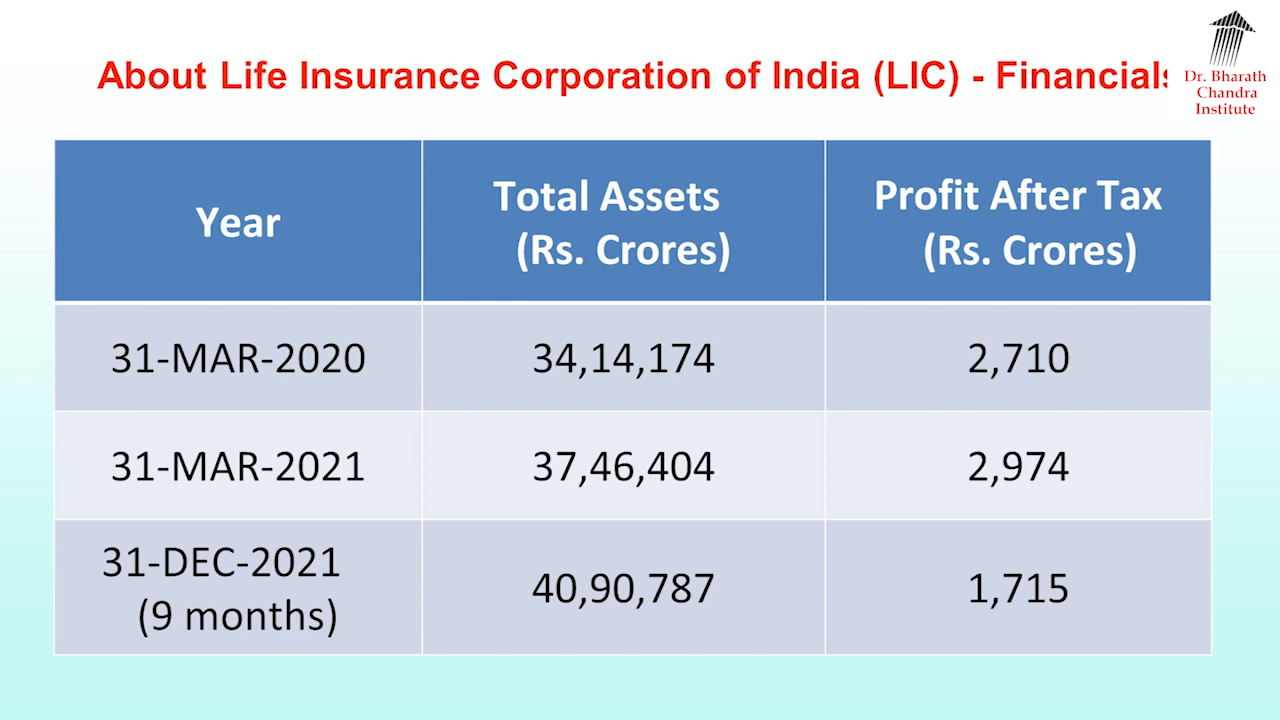 About Life Insurance Corporation of India (LIC) - Financials
Dr. Bharath
Chandra
Institute
Year
Total Assets
(Rs. Crores)
Profit After Tax
(Rs. Crores)
31-MAR-2020
34,14,174
2,710
31-MAR-2021
37,46,404
2,974
31-DEC-2021
(9 months)
40,90,787
1,715